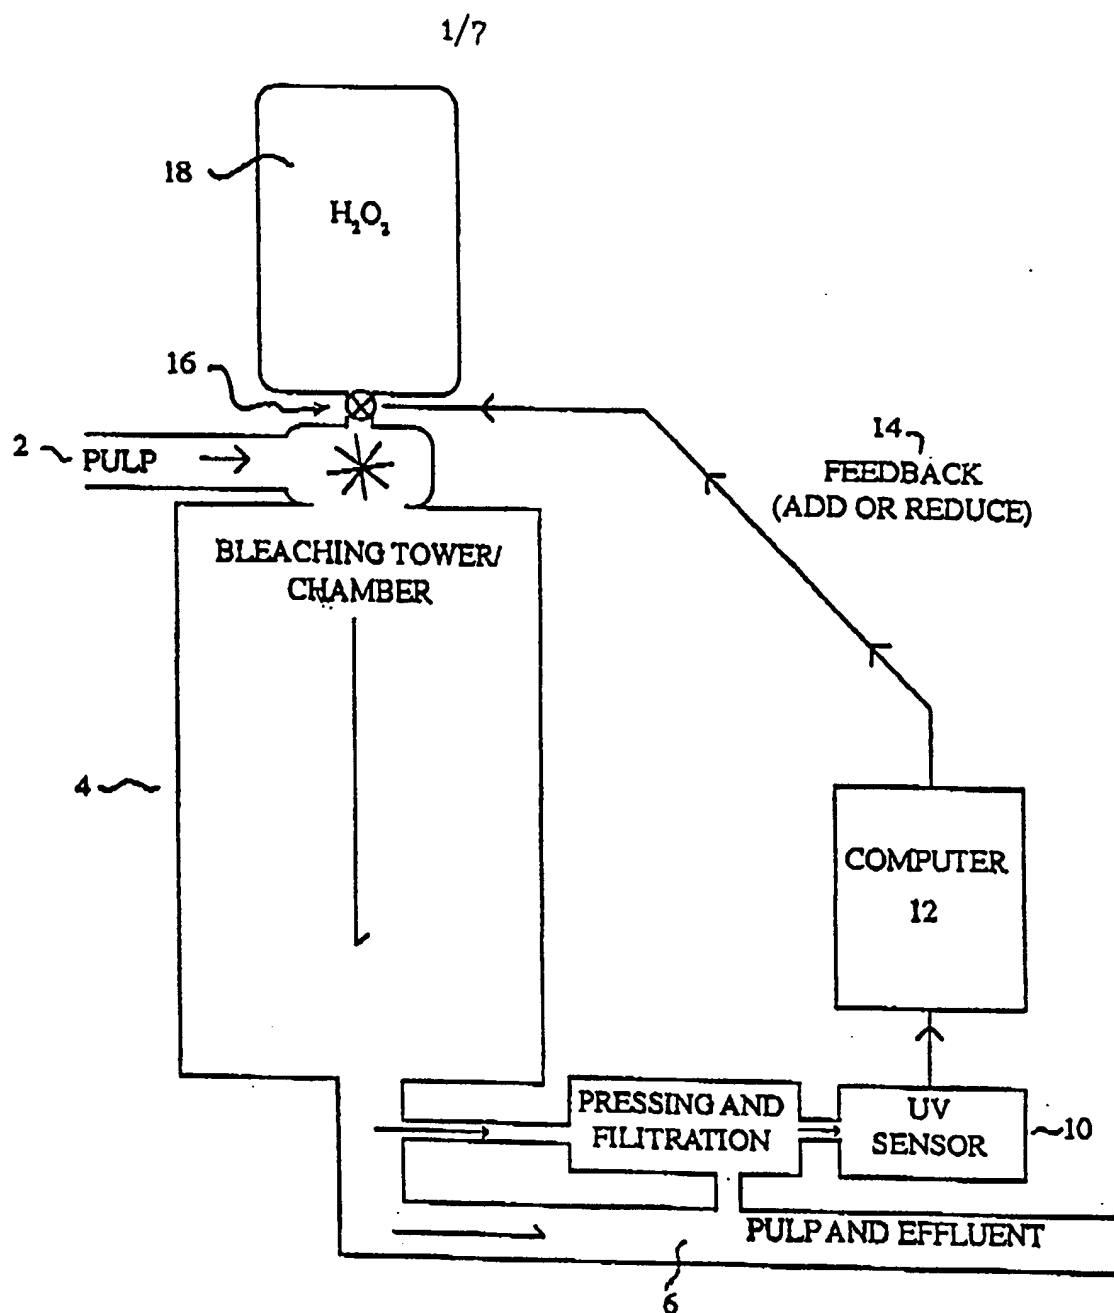 1/7
18
H₂O₂
16
2
PULP
14
FEEDBACK
(ADD OR REDUCE)
BLEACHING TOWER/
CHAMBER
4
COMPUTER
12
PRESSING AND
FILITRATION
UV
SENSOR
10
PULP AND EFFLUENT
6